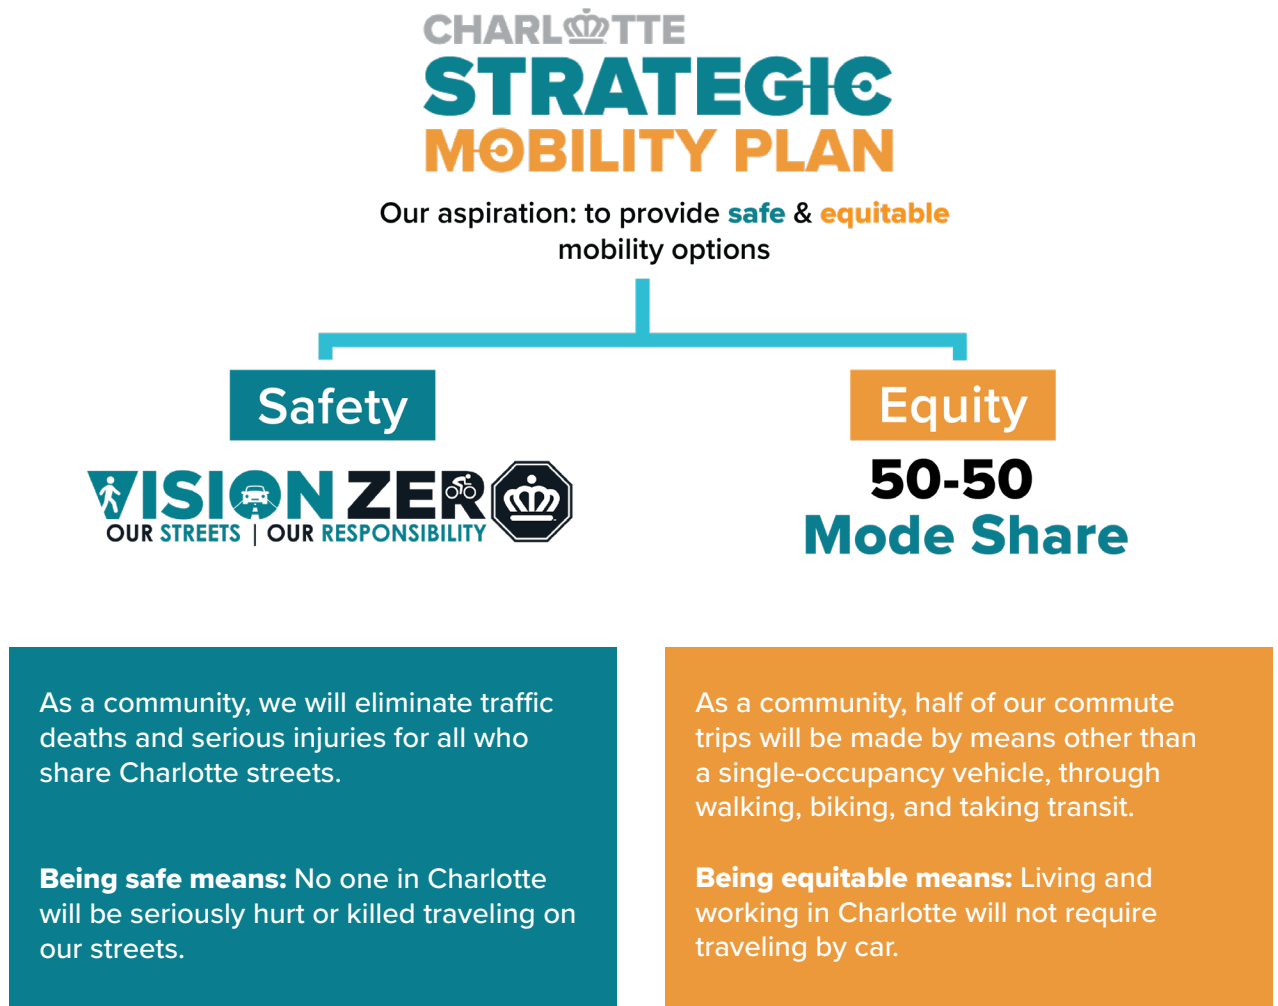 CHARLOTTE
STRATEGIC
MOBILITY PLAN
Our aspiration: to provide safe & equitable
mobility options
Safety
VISION ZERO
OUR STREETS | OUR RESPONSIBILITY
Equity
50-50
Mode Share
As a community, we will eliminate traffic
deaths and serious injuries for all who
share Charlotte streets.
Being safe means: No one in Charlotte
will be seriously hurt or killed traveling on
our streets.
As a community, half of our commute
trips will be made by means other than
a single-occupancy vehicle, through
walking, biking, and taking transit.
Being equitable means: Living and
working in Charlotte will not require
traveling by car.